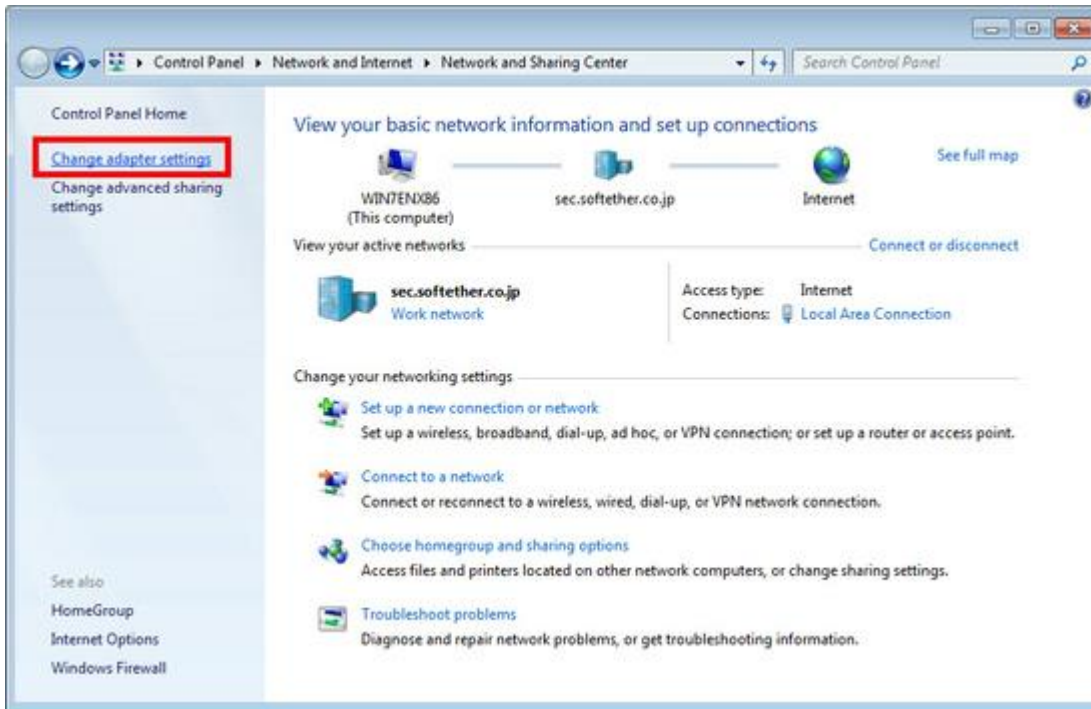 Control Panel ▸ Network and Internet ▸ Network and Sharing Center
Search Control Panel
Control Panel Home
Change adapter settings
Change advanced sharing
settings
View your basic network information and set up connections
See full map
WIN7ENX86
(This computer)
sec.softether.co.jp
Internet
View your active networks
Connect or disconnect
sec.softether.co.jp
Work network
Access type: Internet
Connections: Local Area Connection
Change your networking settings
Set up a new connection or network
Set up a wireless, broadband, dial-up, ad hoc, or VPN connection; or set up a router or access point.
Connect to a network
Connect or reconnect to a wireless, wired, dial-up, or VPN network connection.
Choose homegroup and sharing options
Access files and printers located on other network computers, or change sharing settings.
Troubleshoot problems
Diagnose and repair network problems, or get troubleshooting information.
See also
HomeGroup
Internet Options
Windows Firewall